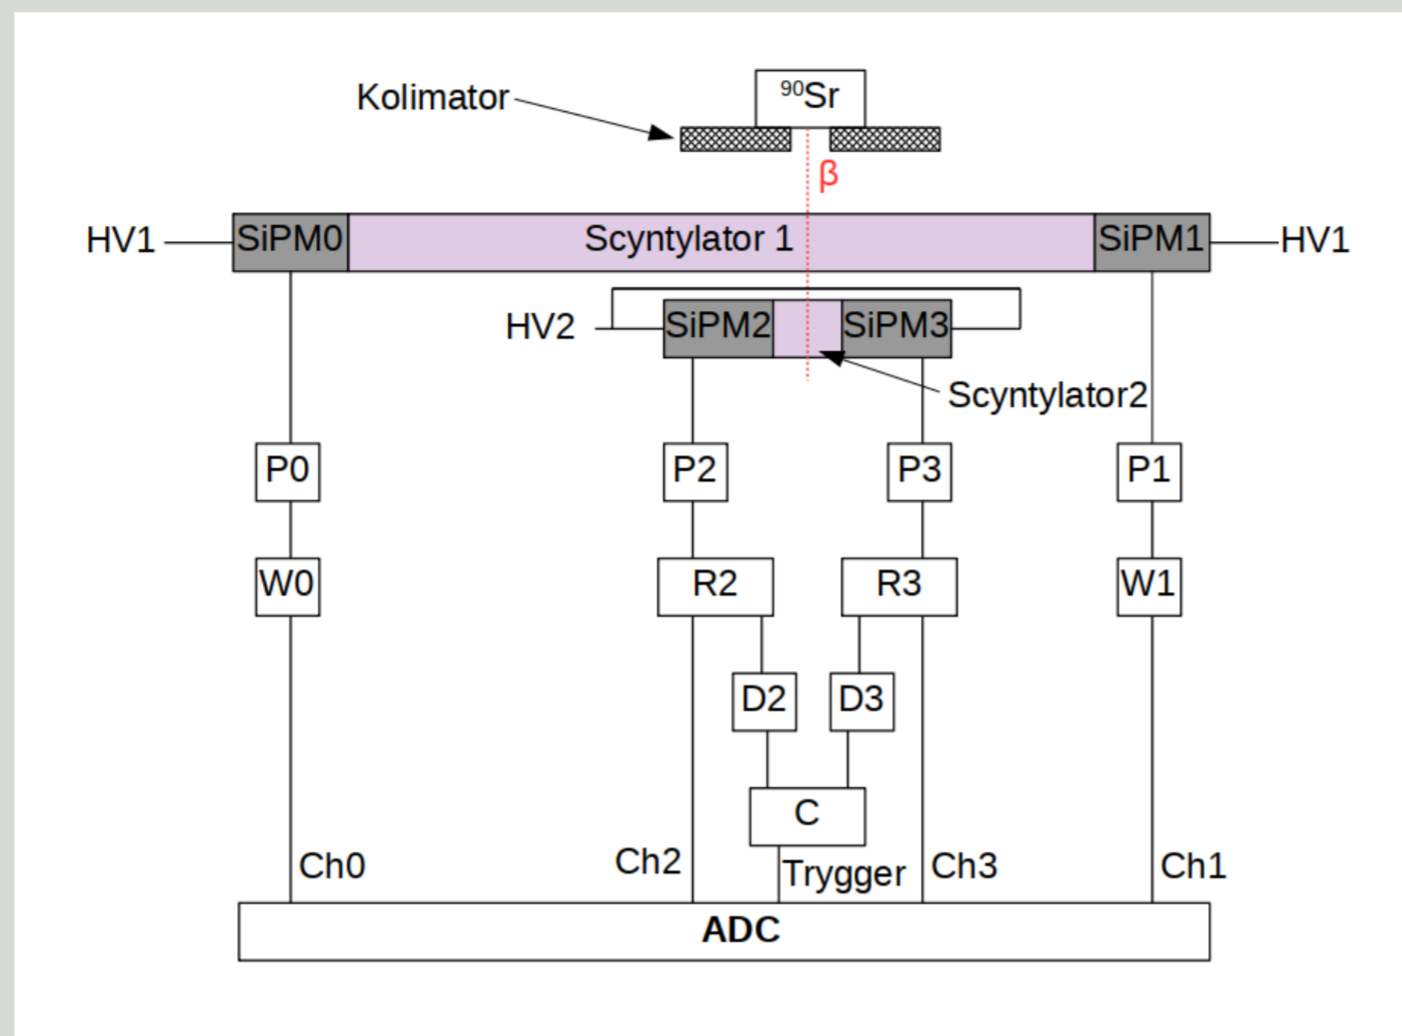 Kolimator
⁹⁰Sr
β
HV1
SiPM0
Scyntylator 1
SiPM1
HV1
HV2
SiPM2
SiPM3
Scyntylator2
P0
P2
P3
P1
W0
R2
R3
W1
D2
D3
C
Ch0
Ch2
Trygger
Ch3
Ch1
ADC